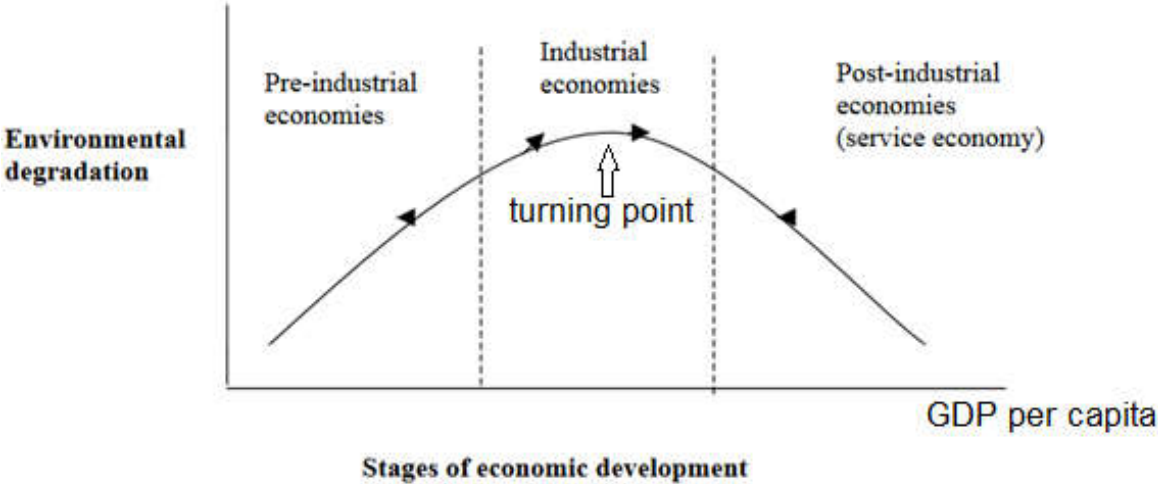 Pre-industrial
economies
Industrial
economies
Post-industrial
economies
(service economy)
Environmental
degradation
turning point
GDP per capita
Stages of economic development